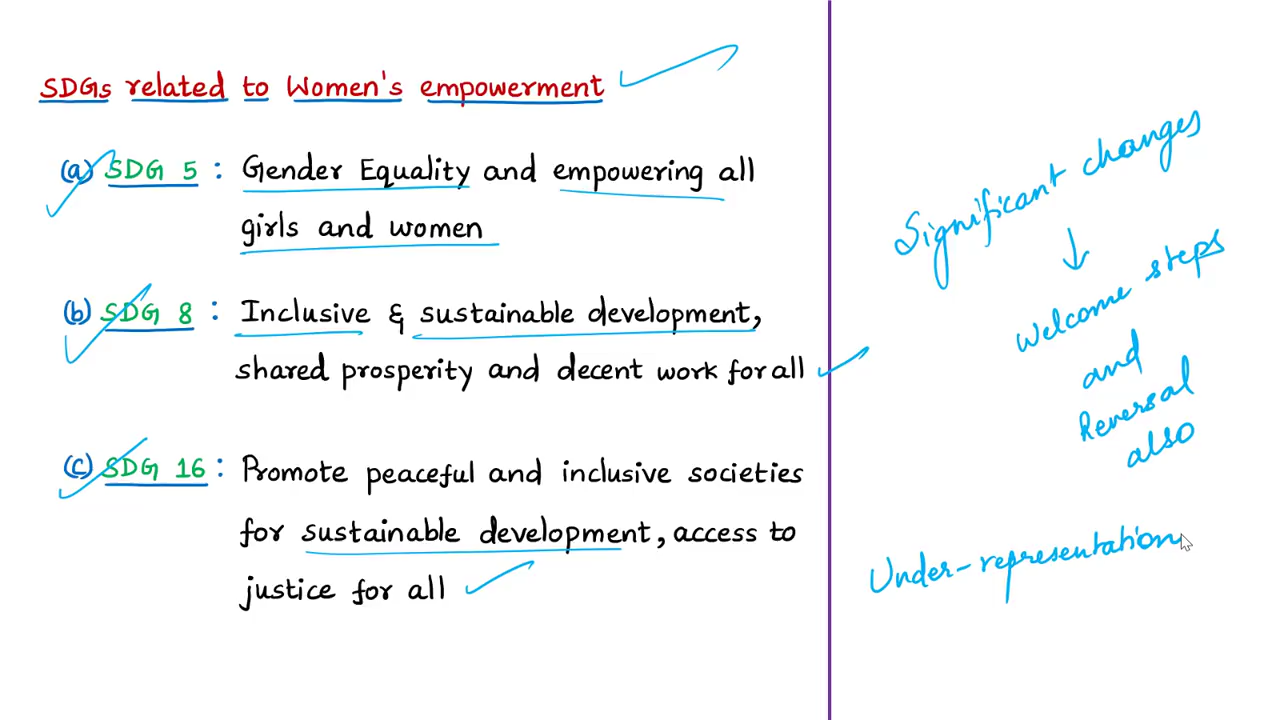 SDGs related to Women's empowerment
(a) SDG 5 : Gender Equality and empowering all
girls and women
(b) SDG 8 : Inclusive & sustainable development,
shared prosperity and decent work for all
(c) SDG 16 : Promote peaceful and inclusive societies
for sustainable development, access to
justice for all
Significant changes
Welcome steps
and
Reversal
also
Under-representation